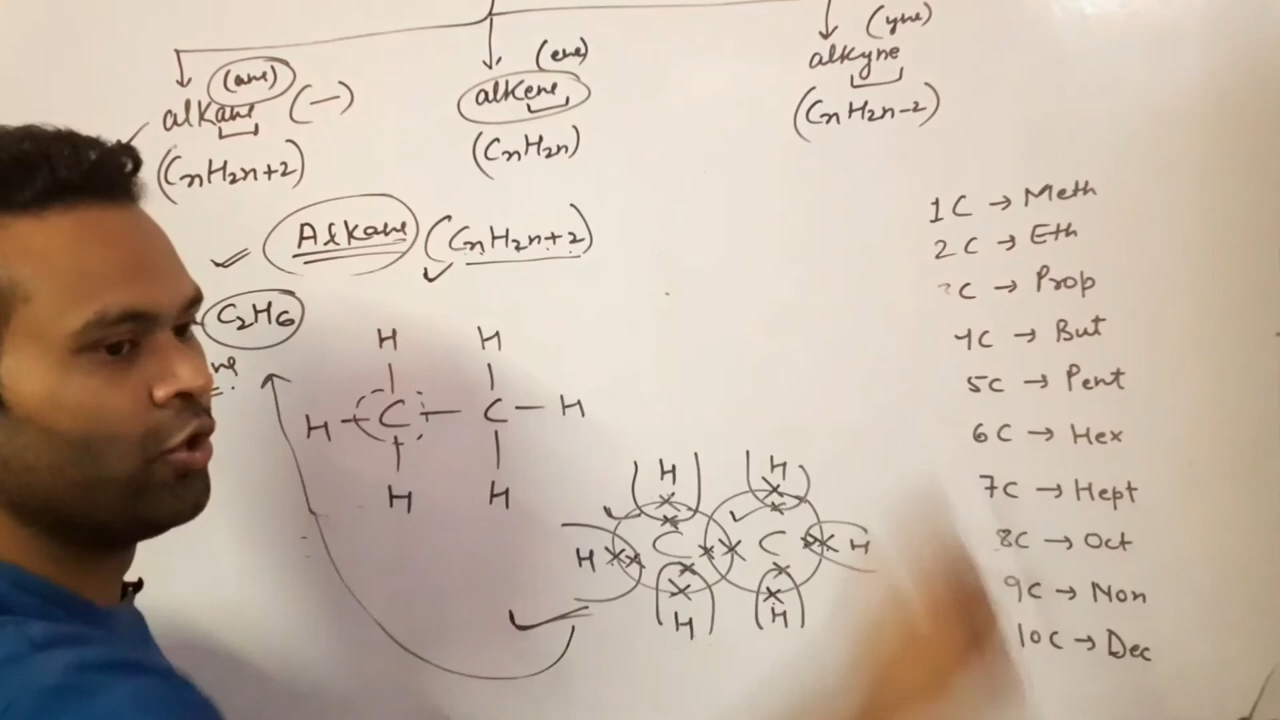 (ane) (ene) (yne)
alkane (—) alkene alkyne
(CnH2n+2) (CnH2n) (CnH2n-2)
Alkane (CnH2n+2)
C2H6
H H
H - C - C - H
H H
H H
H C C H
H H
1C → Meth
2C → Eth
C → Prop
4C → But
5C → Pent
6C → Hex
7C → Hept
8C → Oct
9C → Non
10C → Dec